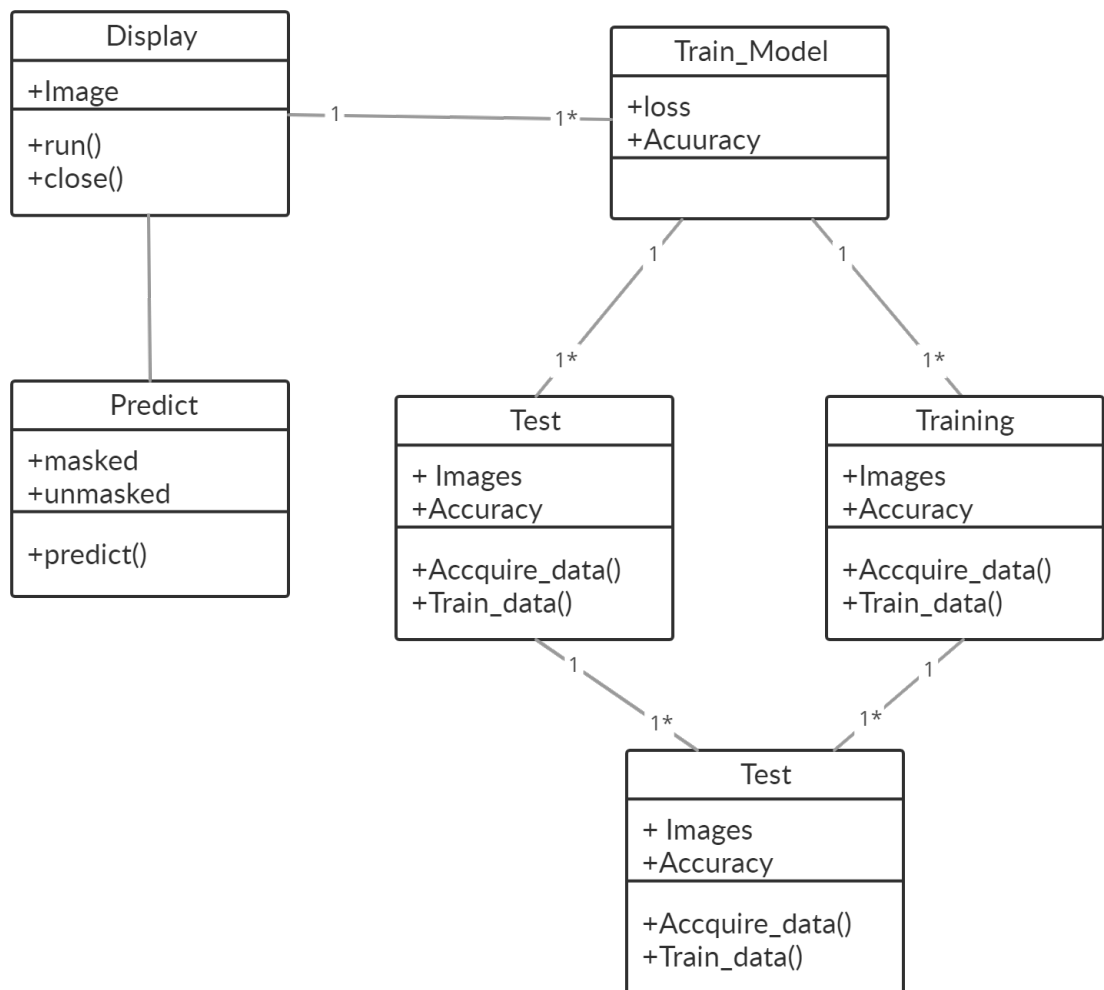 Display
+Image
+run()
+close()
1
1*
Train_Model
+loss
+Acuuracy
1
1
1*
1*
Predict
+masked
+unmasked
+predict()
Test
+ Images
+Accuracy
+Accquire_data()
+Train_data()
Training
+Images
+Accuracy
+Accquire_data()
+Train_data()
1
1
1*
1*
Test
+ Images
+Accuracy
+Accquire_data()
+Train_data()